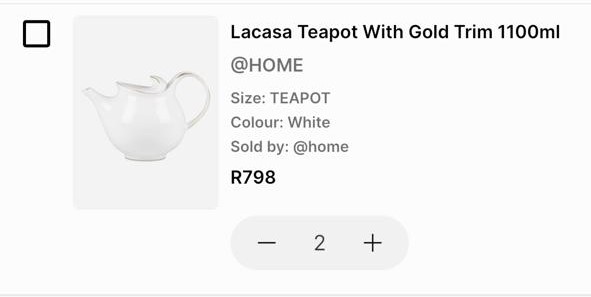 Lacasa Teapot With Gold Trim 1100ml
@HOME
Size: TEAPOT
Colour: White
Sold by: @home
R798
− 2 +